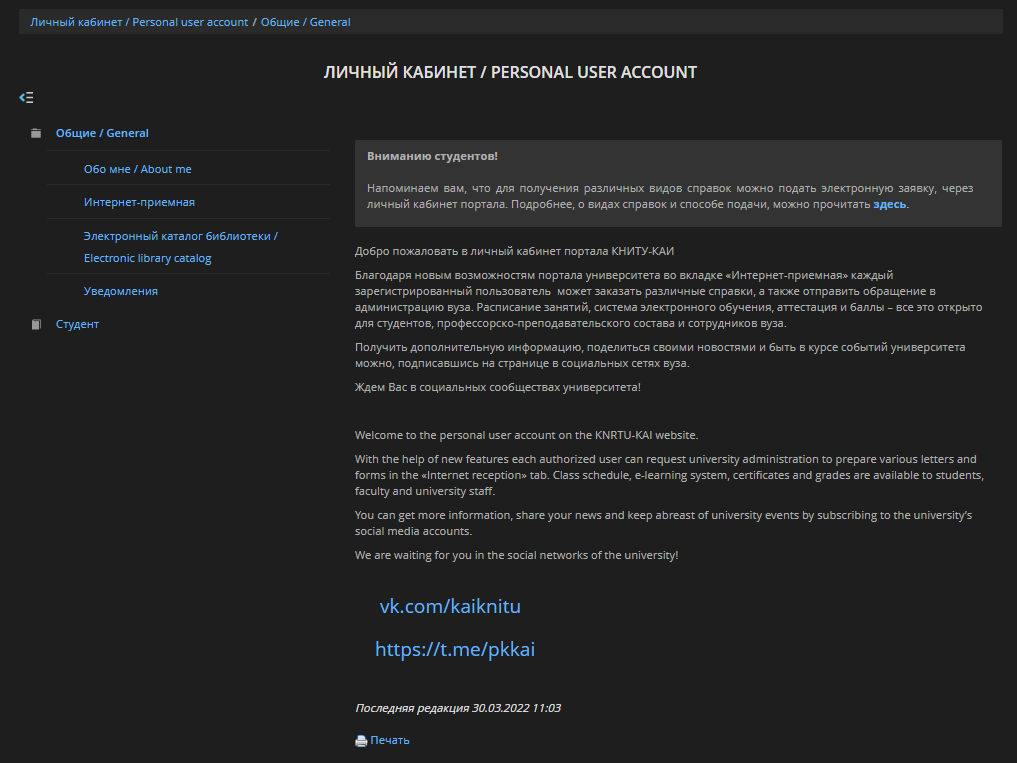 Личный кабинет / Personal user account / Общие / General
ЛИЧНЫЙ КАБИНЕТ / PERSONAL USER ACCOUNT
Общие / General
Обо мне / About me
Интернет-приемная
Электронный каталог библиотеки /
Electronic library catalog
Уведомления
Студент
Вниманию студентов!
Напоминаем вам, что для получения различных видов справок можно подать электронную заявку, через
личный кабинет портала. Подробнее, о видах справок и способе подачи, можно прочитать здесь.
Добро пожаловать в личный кабинет портала КНИТУ-КАИ
Благодаря новым возможностям портала университета во вкладке «Интернет-приемная» каждый
зарегистрированный пользователь может заказать различные справки, а также отправить обращение в
администрацию вуза. Расписание занятий, система электронного обучения, аттестация и баллы – все это открыто
для студентов, профессорско-преподавательского состава и сотрудников вуза.
Получить дополнительную информацию, поделиться своими новостями и быть в курсе событий университета
можно, подписавшись на странице в социальных сетях вуза.
Ждем Вас в социальных сообществах университета!
Welcome to the personal user account on the KNRTU-KAI website.
With the help of new features each authorized user can request university administration to prepare various letters and
forms in the «Internet reception» tab. Class schedule, e-learning system, certificates and grades are available to students,
faculty and university staff.
You can get more information, share your news and keep abreast of university events by subscribing to the university's
social media accounts.
We are waiting for you in the social networks of the university!
vk.com/kaiknitu
https://t.me/pkkai
Последняя редакция 30.03.2022 11:03
Печать